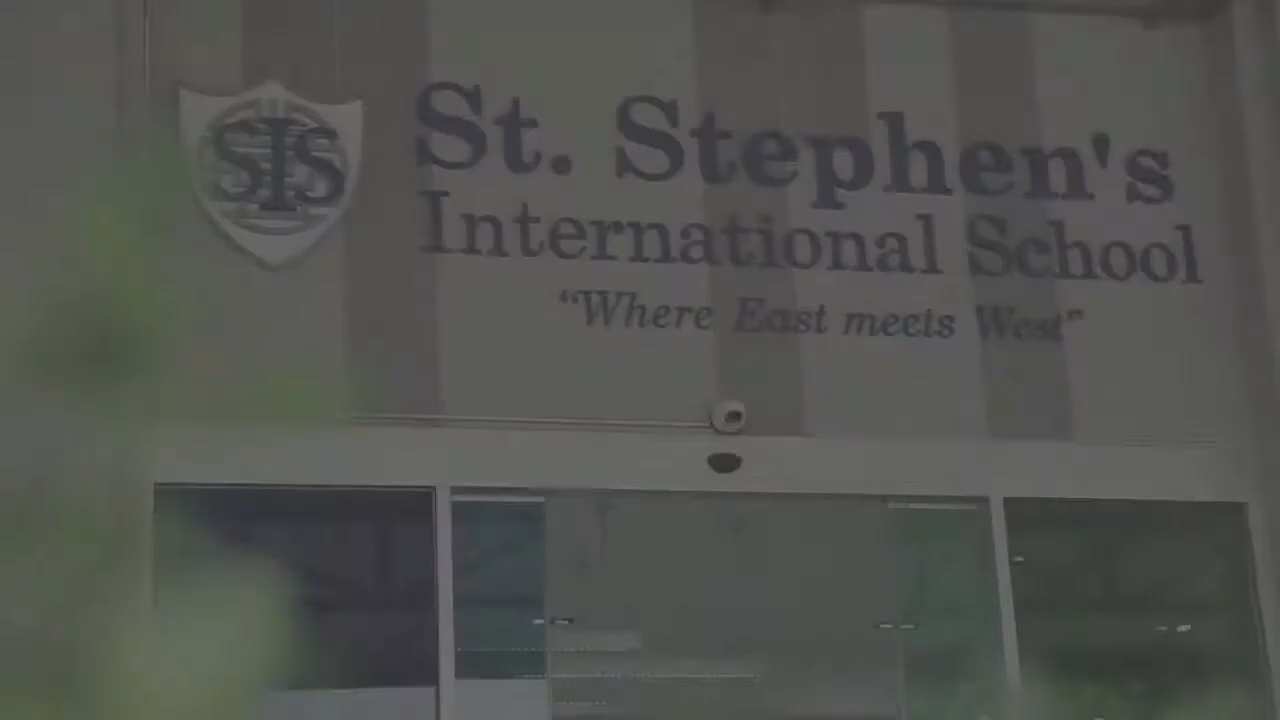 SIS
St. Stephen's
International School
“Where East meets West”